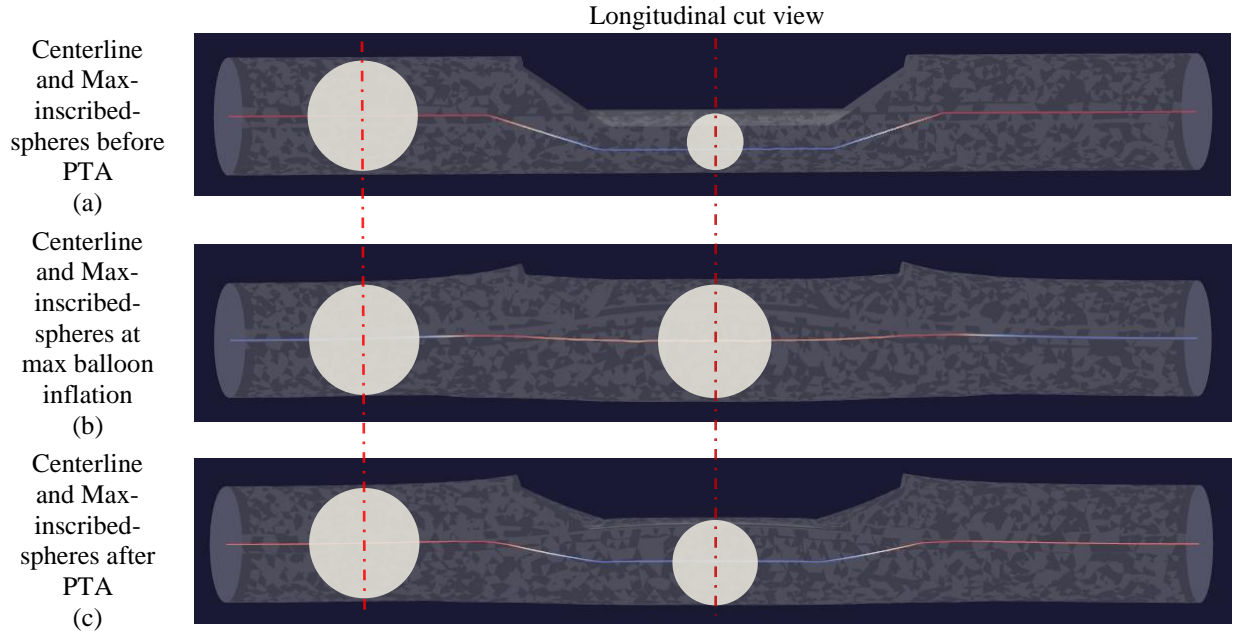 Longitudinal cut view
Centerline
and Max-
inscribed-
spheres before
PTA
(a)
Centerline
and Max-
inscribed-
spheres at
max balloon
inflation
(b)
Centerline
and Max-
inscribed-
spheres after
PTA
(c)